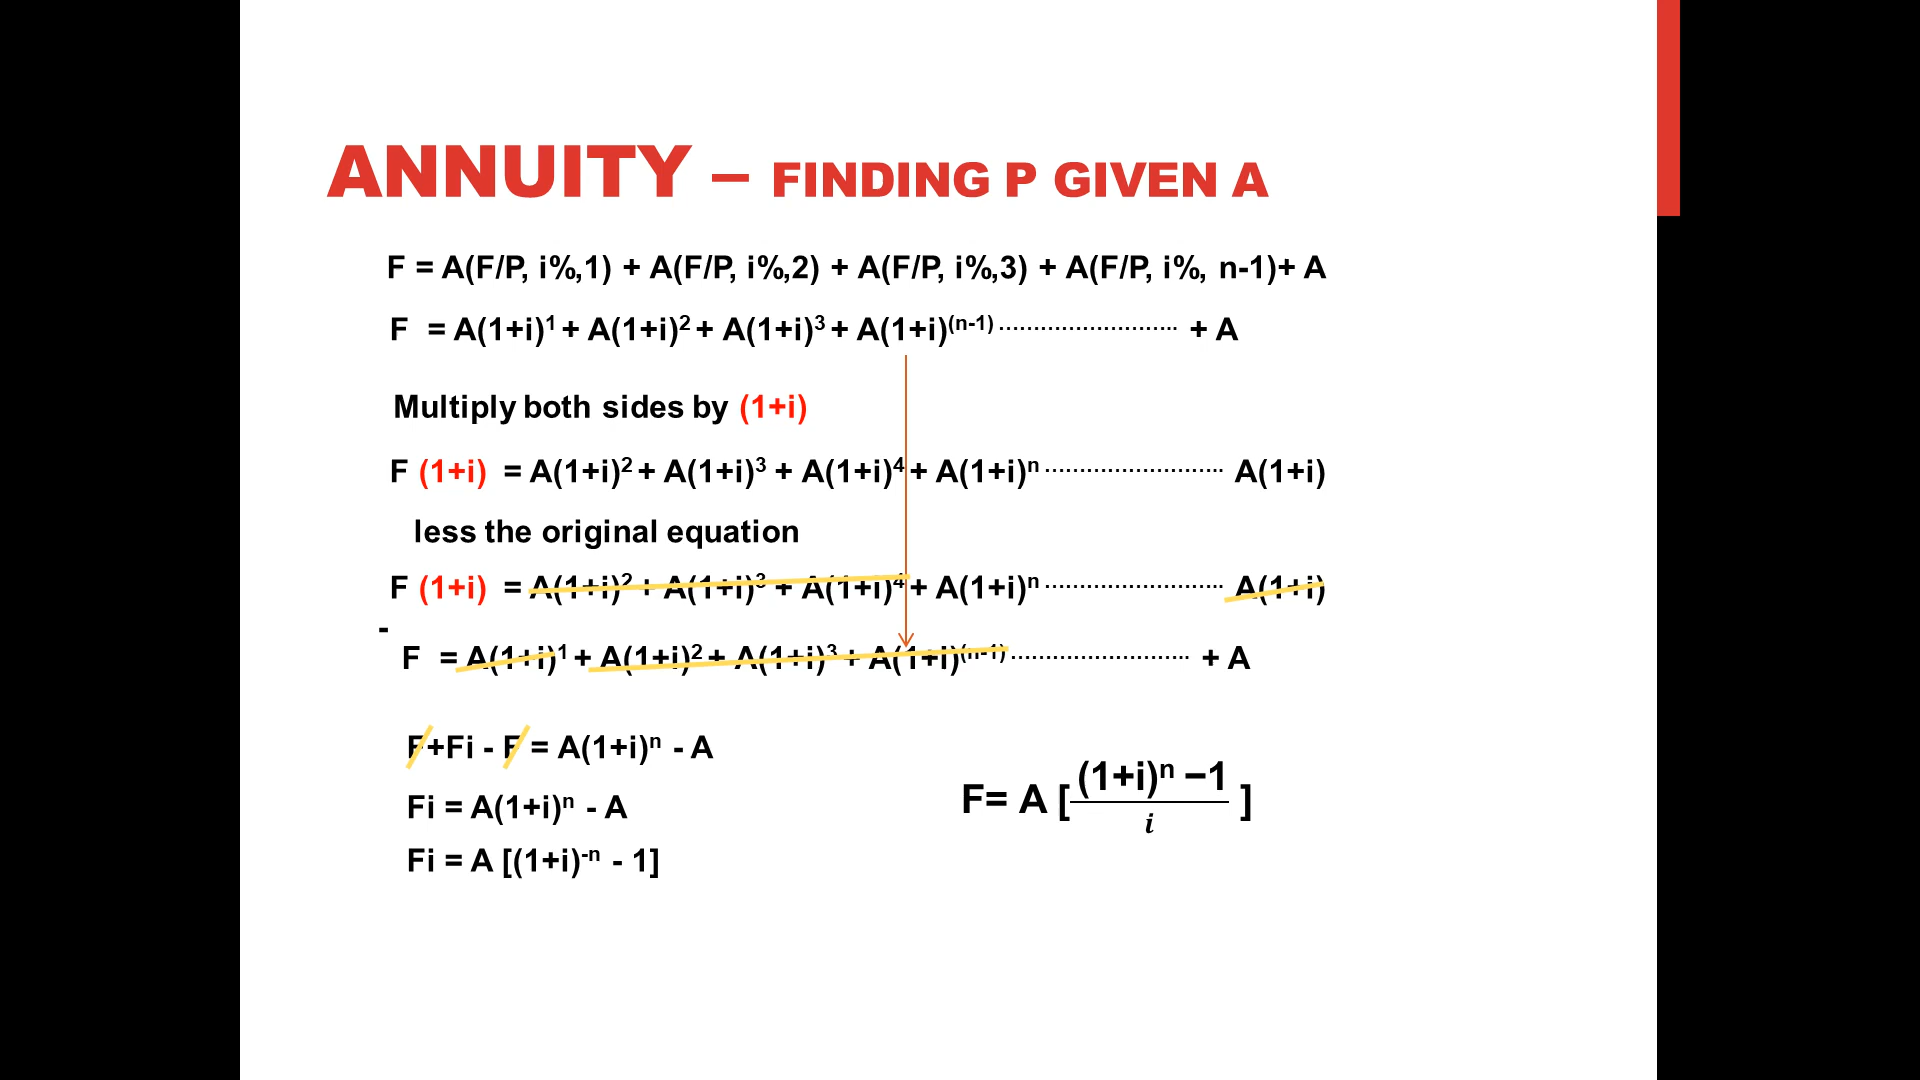 ANNUITY – FINDING P GIVEN A
F = A(F/P, i%,1) + A(F/P, i%,2) + A(F/P, i%,3) + A(F/P, i%, n-1)+ A
F = A(1+i)¹ + A(1+i)² + A(1+i)³ + A(1+i)⁽ⁿ⁻¹⁾ ............................ + A
Multiply both sides by (1+i)
F (1+i) = A(1+i)² + A(1+i)³ + A(1+i)⁴ + A(1+i)ⁿ ............................ A(1+i)
less the original equation
F (1+i) = A(1+i)² + A(1+i)³ + A(1+i)⁴ + A(1+i)ⁿ ............................ A(1+i)
-
F = A(1+i)¹ + A(1+i)² + A(1+i)³ + A(1+i)⁽ⁿ⁻¹⁾ ............................ + A
F+Fi - F = A(1+i)ⁿ - A
Fi = A(1+i)ⁿ - A
Fi = A [(1+i)⁻ⁿ - 1]
F= A [(1+i)ⁿ −1 / i ]